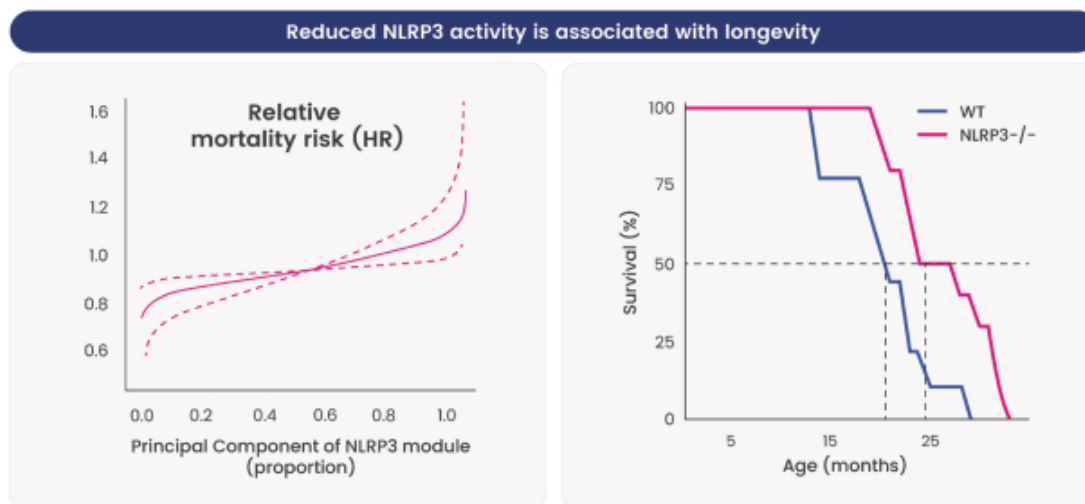 Reduced NLRP3 activity is associated with longevity
Relative
mortality risk (HR)
1.6
1.4
1.2
1.0
0.8
0.6
0.0 0.2 0.4 0.6 0.8 1.0
Principal Component of NLRP3 module
(proportion)
WT
NLRP3-/-
Survival (%)
100
75
50
25
0
5 15 25
Age (months)